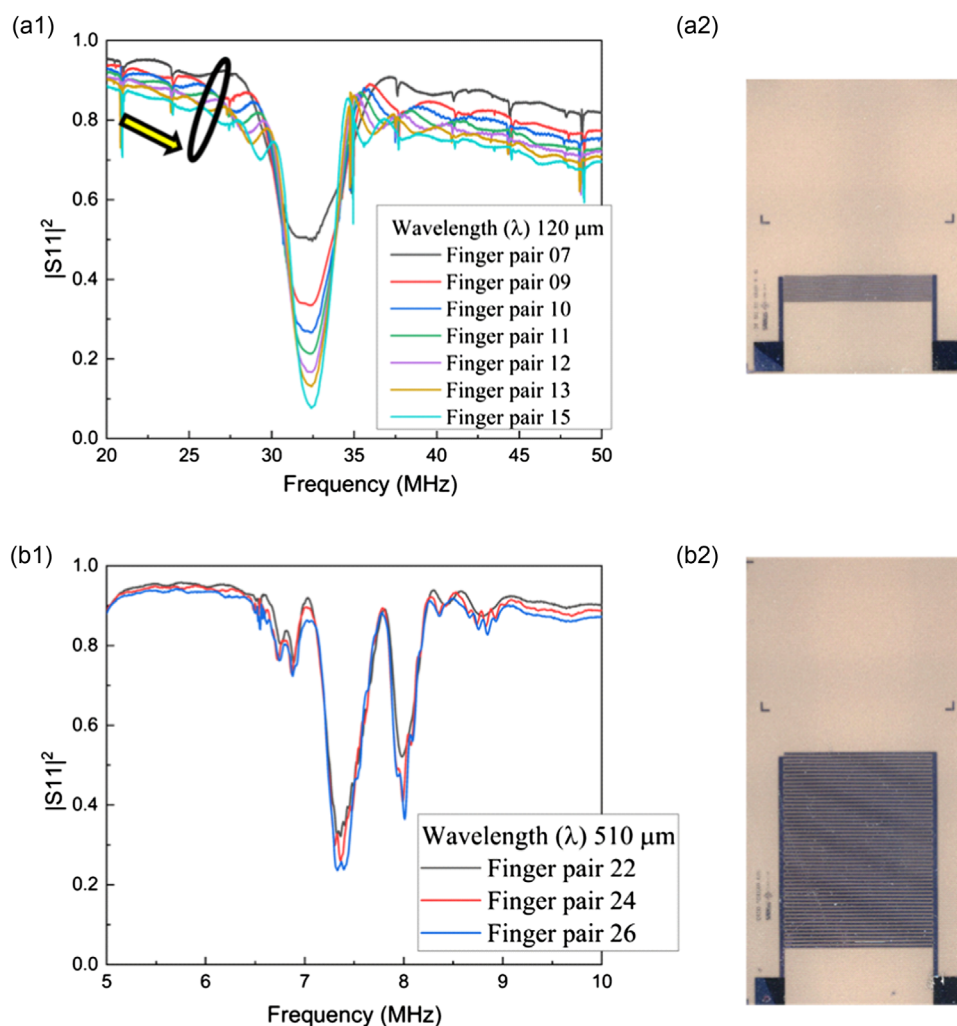 (a1)
(a2)
1.0
0.8
0.6
0.4
0.2
0.0
|S11|²
Wavelength (λ) 120 μm
Finger pair 07
Finger pair 09
Finger pair 10
Finger pair 11
Finger pair 12
Finger pair 13
Finger pair 15
20 25 30 35 40 45 50
Frequency (MHz)
(b1)
(b2)
1.0
0.8
0.6
0.4
0.2
0.0
|S11|²
Wavelength (λ) 510 μm
Finger pair 22
Finger pair 24
Finger pair 26
5 6 7 8 9 10
Frequency (MHz)